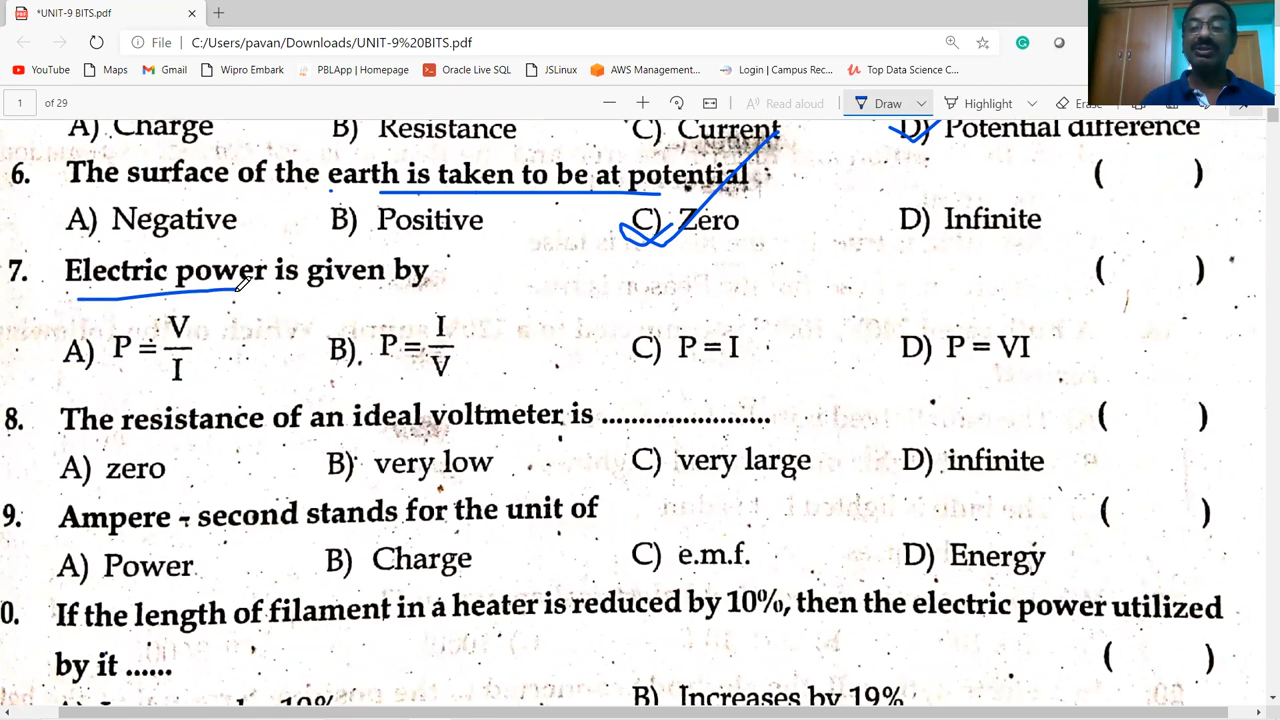 *UNIT-9 BITS.pdf
File C:/Users/pavan/Downloads/UNIT-9%20BITS.pdf
YouTube Maps Gmail Wipro Embark PBLApp | Homepage Oracle Live SQL JSLinux AWS Management... Login | Campus Rec... Top Data Science C...
1 of 29 Read aloud Draw Highlight Erase
A) Charge B) Resistance C) Current D) Potential difference
6. The surface of the earth is taken to be at potential ( )
A) Negative B) Positive C) Zero D) Infinite
7. Electric power is given by ( )
A) P = V/I B) P = I/V C) P = I D) P = VI
8. The resistance of an ideal voltmeter is ....................... ( )
A) zero B) very low C) very large D) infinite
9. Ampere - second stands for the unit of ( )
A) Power B) Charge C) e.m.f. D) Energy
0. If the length of filament in a heater is reduced by 10%, then the electric power utilized
by it ...... ( )
10% B) Increases by 19%